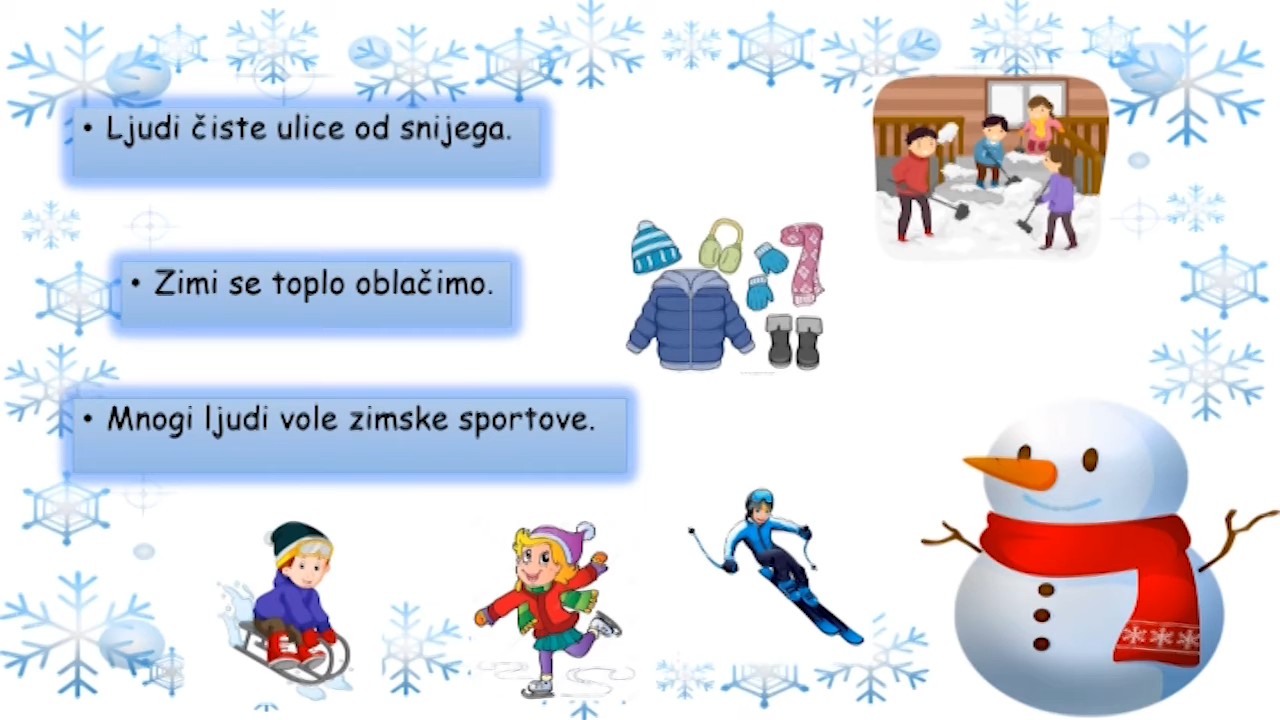 • Ljudi čiste ulice od snijega.
• Zimi se toplo oblačimo.
• Mnogi ljudi vole zimske sportove.